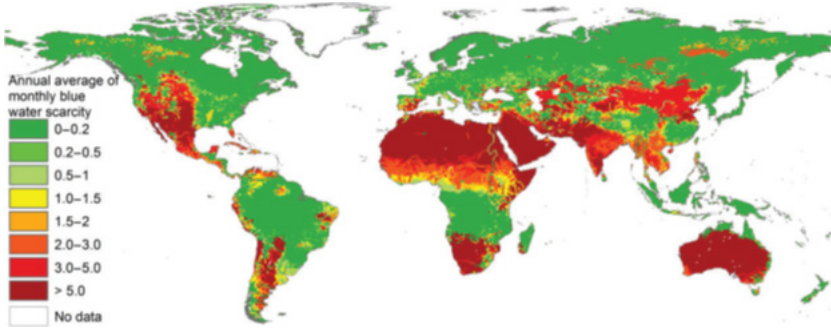 Annual average of
monthly blue
water scarcity
0–0.2
0.2–0.5
0.5–1
1.0–1.5
1.5–2
2.0–3.0
3.0–5.0
> 5.0
No data